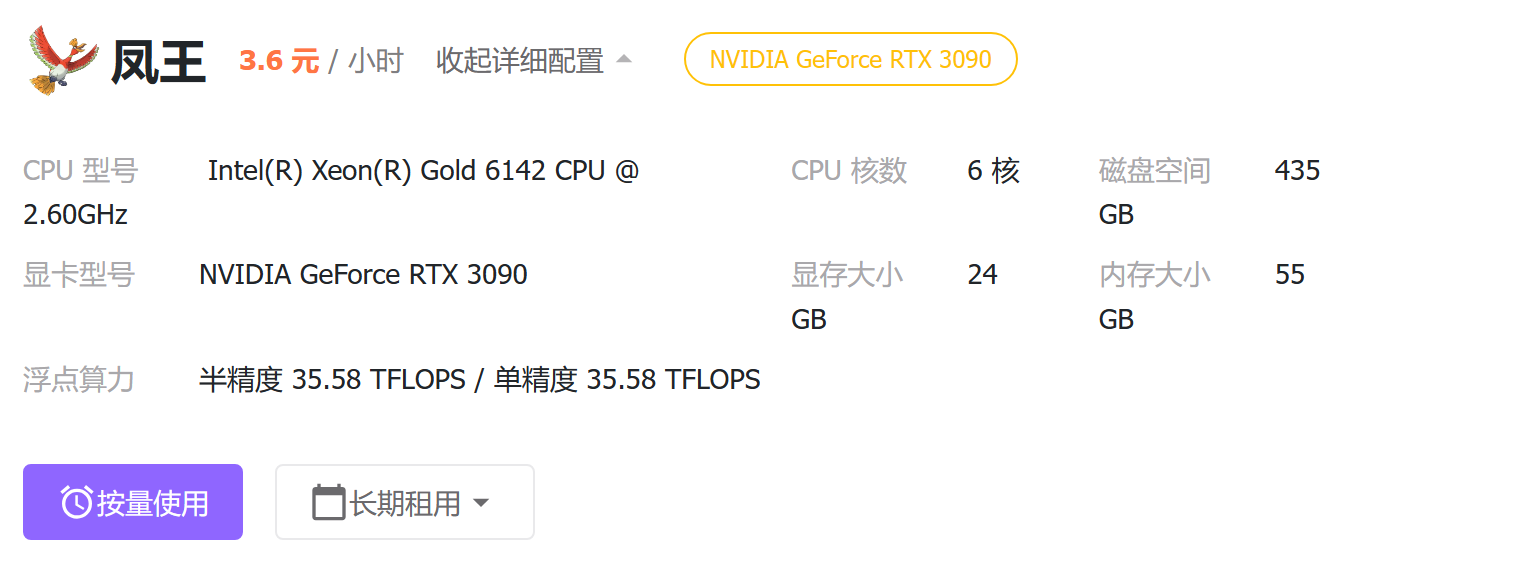 凤王 3.6 元 / 小时 收起详细配置 NVIDIA GeForce RTX 3090
CPU 型号 Intel(R) Xeon(R) Gold 6142 CPU @ 2.60GHz
CPU 核数 6 核
磁盘空间 435 GB
显卡型号 NVIDIA GeForce RTX 3090
显存大小 24 GB
内存大小 55 GB
浮点算力 半精度 35.58 TFLOPS / 单精度 35.58 TFLOPS
按量使用 长期租用